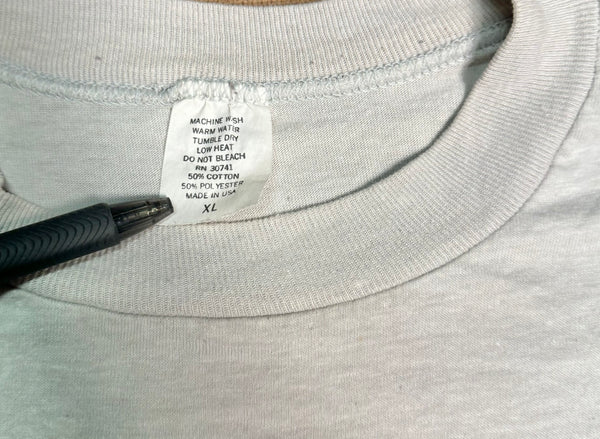 MACHINE WASH
WARM WATER
TUMBLE DRY
LOW HEAT
DO NOT BLEACH
RN 30741
50% COTTON
50% POLYESTER
MADE IN USA
XL